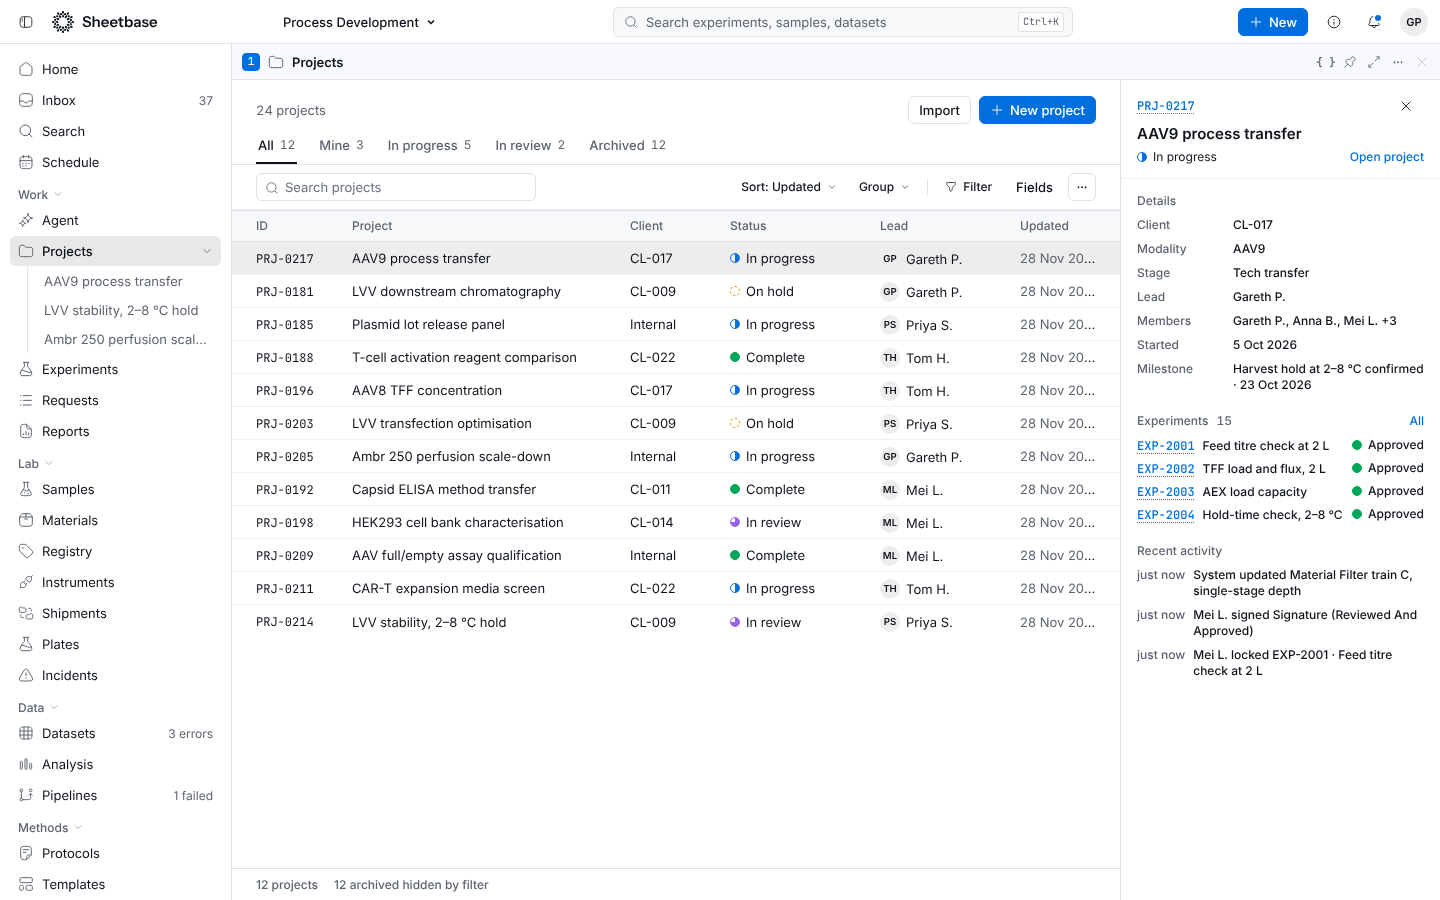 Sheetbase
Process Development
Search experiments, samples, datasets
Ctrl+K
New
GP
Home
Inbox 37
Search
Schedule
Work
Agent
Projects
AAV9 process transfer
LVV stability, 2–8 °C hold
Ambr 250 perfusion scal...
Experiments
Requests
Reports
Lab
Samples
Materials
Registry
Instruments
Shipments
Plates
Incidents
Data
Datasets 3 errors
Analysis
Pipelines 1 failed
Methods
Protocols
Templates
1 Projects
{ }
24 projects
Import
New project
All 12 Mine 3 In progress 5 In review 2 Archived 12
Search projects
Sort: Updated Group Filter Fields
ID Project Client Status Lead Updated
PRJ-0217 AAV9 process transfer CL-017 In progress GP Gareth P. 28 Nov 20...
PRJ-0181 LVV downstream chromatography CL-009 On hold GP Gareth P. 28 Nov 20...
PRJ-0185 Plasmid lot release panel Internal In progress PS Priya S. 28 Nov 20...
PRJ-0188 T-cell activation reagent comparison CL-022 Complete TH Tom H. 28 Nov 20...
PRJ-0196 AAV8 TFF concentration CL-017 In progress TH Tom H. 28 Nov 20...
PRJ-0203 LVV transfection optimisation CL-009 On hold PS Priya S. 28 Nov 20...
PRJ-0205 Ambr 250 perfusion scale-down Internal In progress GP Gareth P. 28 Nov 20...
PRJ-0192 Capsid ELISA method transfer CL-011 Complete ML Mei L. 28 Nov 20...
PRJ-0198 HEK293 cell bank characterisation CL-014 In review ML Mei L. 28 Nov 20...
PRJ-0209 AAV full/empty assay qualification Internal Complete ML Mei L. 28 Nov 20...
PRJ-0211 CAR-T expansion media screen CL-022 In progress TH Tom H. 28 Nov 20...
PRJ-0214 LVV stability, 2–8 °C hold CL-009 In review PS Priya S. 28 Nov 20...
12 projects 12 archived hidden by filter
PRJ-0217
AAV9 process transfer
In progress Open project
Details
Client CL-017
Modality AAV9
Stage Tech transfer
Lead Gareth P.
Members Gareth P., Anna B., Mei L. +3
Started 5 Oct 2026
Milestone Harvest hold at 2–8 °C confirmed
· 23 Oct 2026
Experiments 15 All
EXP-2001 Feed titre check at 2 L Approved
EXP-2002 TFF load and flux, 2 L Approved
EXP-2003 AEX load capacity Approved
EXP-2004 Hold-time check, 2–8 °C Approved
Recent activity
just now System updated Material Filter train C,
single-stage depth
just now Mei L. signed Signature (Reviewed And
Approved)
just now Mei L. locked EXP-2001 · Feed titre
check at 2 L